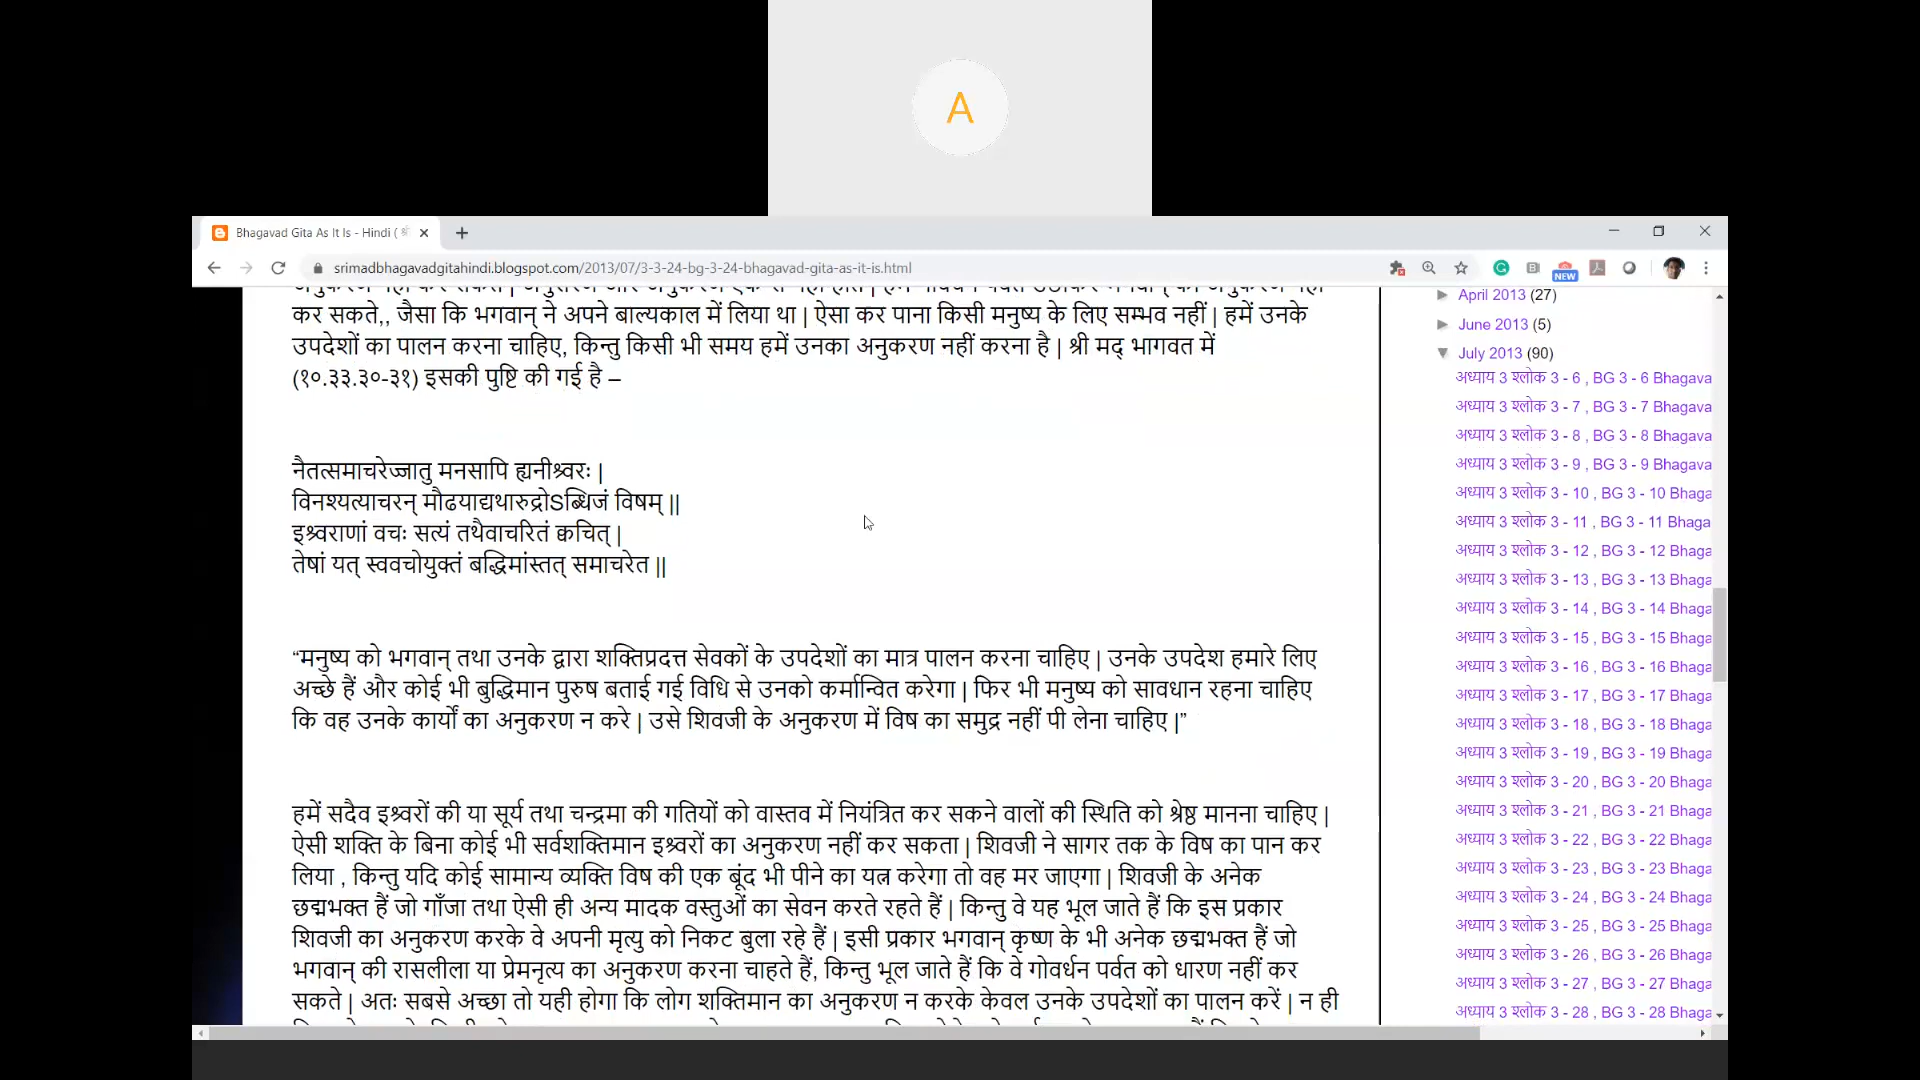 A
Bhagavad Gita As It Is - Hindi (
srimadbhagavadgitahindi.blogspot.com/2013/07/3-3-24-bg-3-24-bhagavad-gita-as-it-is.html
NEW
कर सकते,, जैसा कि भगवान् ने अपने बाल्यकाल में लिया था | ऐसा कर पाना किसी मनुष्य के लिए सम्भव नहीं | हमें उनके
उपदेशों का पालन करना चाहिए, किन्तु किसी भी समय हमें उनका अनुकरण नहीं करना है | श्री मद् भागवत में
(१०.३३.३०-३१) इसकी पुष्टि की गई है –
नैतत्समाचरेज्जातु मनसापि ह्यनीश्र्वरः |
विनश्यत्याचरन् मौढयाद्यथारुद्रोSब्धिजं विषम् ||
इश्र्वराणां वचः सत्यं तथैवाचरितं क्वचित् |
तेषां यत् स्ववचोयुक्तं बद्धिमांस्तत् समाचरेत ||
“मनुष्य को भगवान् तथा उनके द्वारा शक्तिप्रदत्त सेवकों के उपदेशों का मात्र पालन करना चाहिए | उनके उपदेश हमारे लिए
अच्छे हैं और कोई भी बुद्धिमान पुरुष बताई गई विधि से उनको कर्मान्वित करेगा | फिर भी मनुष्य को सावधान रहना चाहिए
कि वह उनके कार्यों का अनुकरण न करे | उसे शिवजी के अनुकरण में विष का समुद्र नहीं पी लेना चाहिए |”
हमें सदैव इश्र्वरों की या सूर्य तथा चन्द्रमा की गतियों को वास्तव में नियंत्रित कर सकने वालों की स्थिति को श्रेष्ठ मानना चाहिए |
ऐसी शक्ति के बिना कोई भी सर्वशक्तिमान इश्र्वरों का अनुकरण नहीं कर सकता | शिवजी ने सागर तक के विष का पान कर
लिया , किन्तु यदि कोई सामान्य व्यक्ति विष की एक बूंद भी पीने का यत्न करेगा तो वह मर जाएगा | शिवजी के अनेक
छद्मभक्त हैं जो गाँजा तथा ऐसी ही अन्य मादक वस्तुओं का सेवन करते रहते हैं | किन्तु वे यह भूल जाते हैं कि इस प्रकार
शिवजी का अनुकरण करके वे अपनी मृत्यु को निकट बुला रहे हैं | इसी प्रकार भगवान् कृष्ण के भी अनेक छद्मभक्त हैं जो
भगवान् की रासलीला या प्रेमनृत्य का अनुकरण करना चाहते हैं, किन्तु भूल जाते हैं कि वे गोवर्धन पर्वत को धारण नहीं कर
सकते | अतः सबसे अच्छा तो यही होगा कि लोग शक्तिमान का अनुकरण न करके केवल उनके उपदेशों का पालन करें | न ही
April 2013 (27)
June 2013 (5)
July 2013 (90)
अध्याय 3 श्लोक 3 - 6 , BG 3 - 6 Bhagava
अध्याय 3 श्लोक 3 - 7 , BG 3 - 7 Bhagava
अध्याय 3 श्लोक 3 - 8 , BG 3 - 8 Bhagava
अध्याय 3 श्लोक 3 - 9 , BG 3 - 9 Bhagava
अध्याय 3 श्लोक 3 - 10 , BG 3 - 10 Bhaga
अध्याय 3 श्लोक 3 - 11 , BG 3 - 11 Bhaga
अध्याय 3 श्लोक 3 - 12 , BG 3 - 12 Bhaga
अध्याय 3 श्लोक 3 - 13 , BG 3 - 13 Bhaga
अध्याय 3 श्लोक 3 - 14 , BG 3 - 14 Bhaga
अध्याय 3 श्लोक 3 - 15 , BG 3 - 15 Bhaga
अध्याय 3 श्लोक 3 - 16 , BG 3 - 16 Bhaga
अध्याय 3 श्लोक 3 - 17 , BG 3 - 17 Bhaga
अध्याय 3 श्लोक 3 - 18 , BG 3 - 18 Bhaga
अध्याय 3 श्लोक 3 - 19 , BG 3 - 19 Bhaga
अध्याय 3 श्लोक 3 - 20 , BG 3 - 20 Bhaga
अध्याय 3 श्लोक 3 - 21 , BG 3 - 21 Bhaga
अध्याय 3 श्लोक 3 - 22 , BG 3 - 22 Bhaga
अध्याय 3 श्लोक 3 - 23 , BG 3 - 23 Bhaga
अध्याय 3 श्लोक 3 - 24 , BG 3 - 24 Bhaga
अध्याय 3 श्लोक 3 - 25 , BG 3 - 25 Bhaga
अध्याय 3 श्लोक 3 - 26 , BG 3 - 26 Bhaga
अध्याय 3 श्लोक 3 - 27 , BG 3 - 27 Bhaga
अध्याय 3 श्लोक 3 - 28 , BG 3 - 28 Bhaga